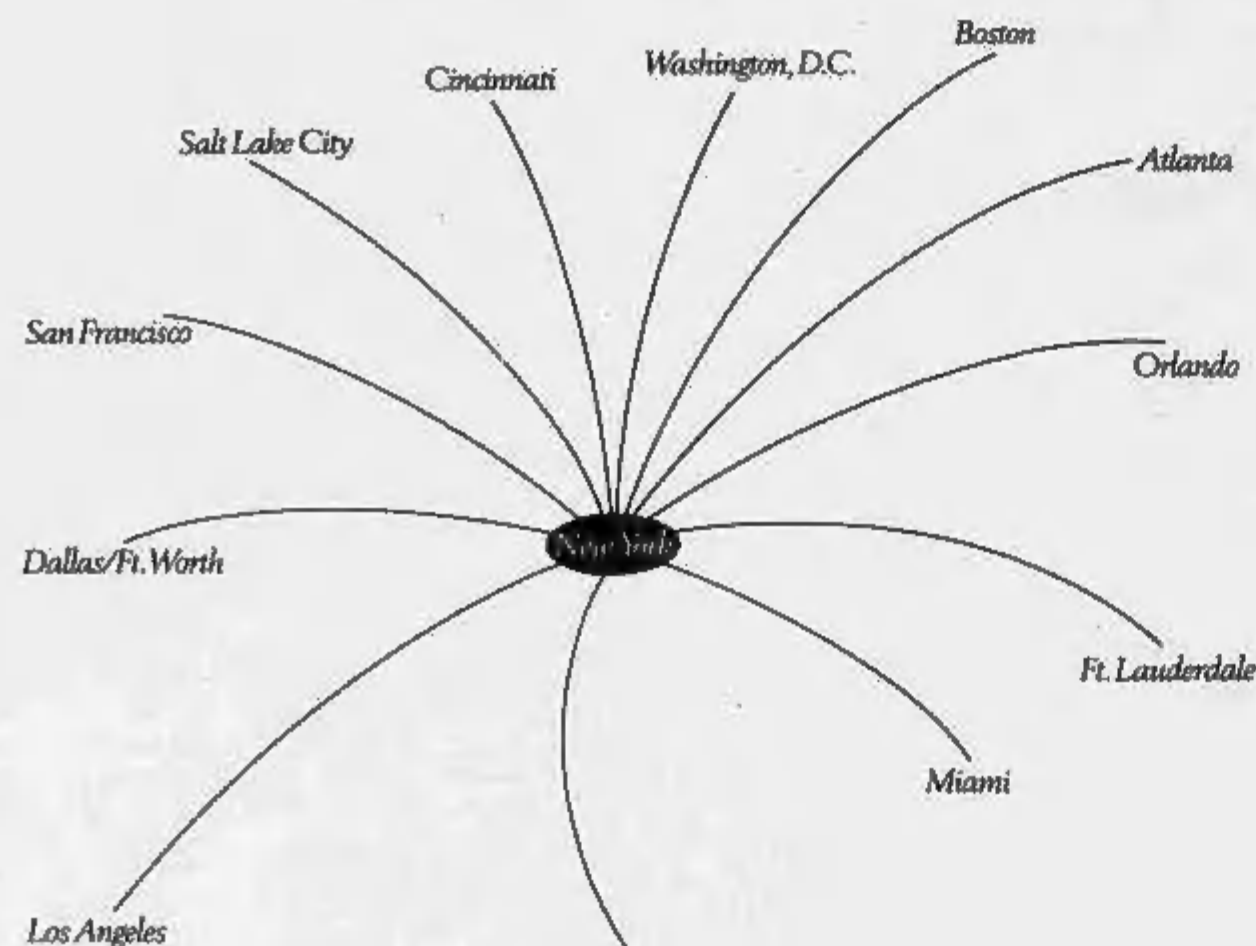 Boston
Washington, D.C.
Cincinnati
Salt Lake City
Atlanta
San Francisco
Orlando
New York
Dallas/Ft. Worth
Ft. Lauderdale
Miami
Los Angeles